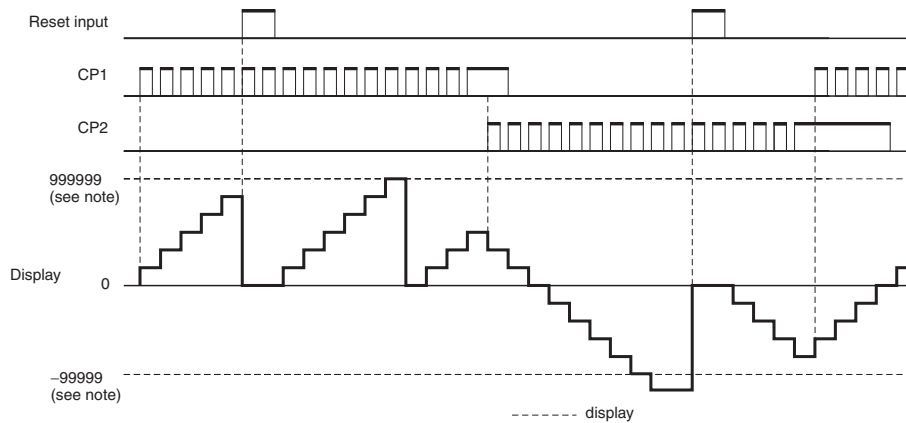 Reset input
CP1
CP2
999999
(see note)
Display
0
−99999
(see note)
display